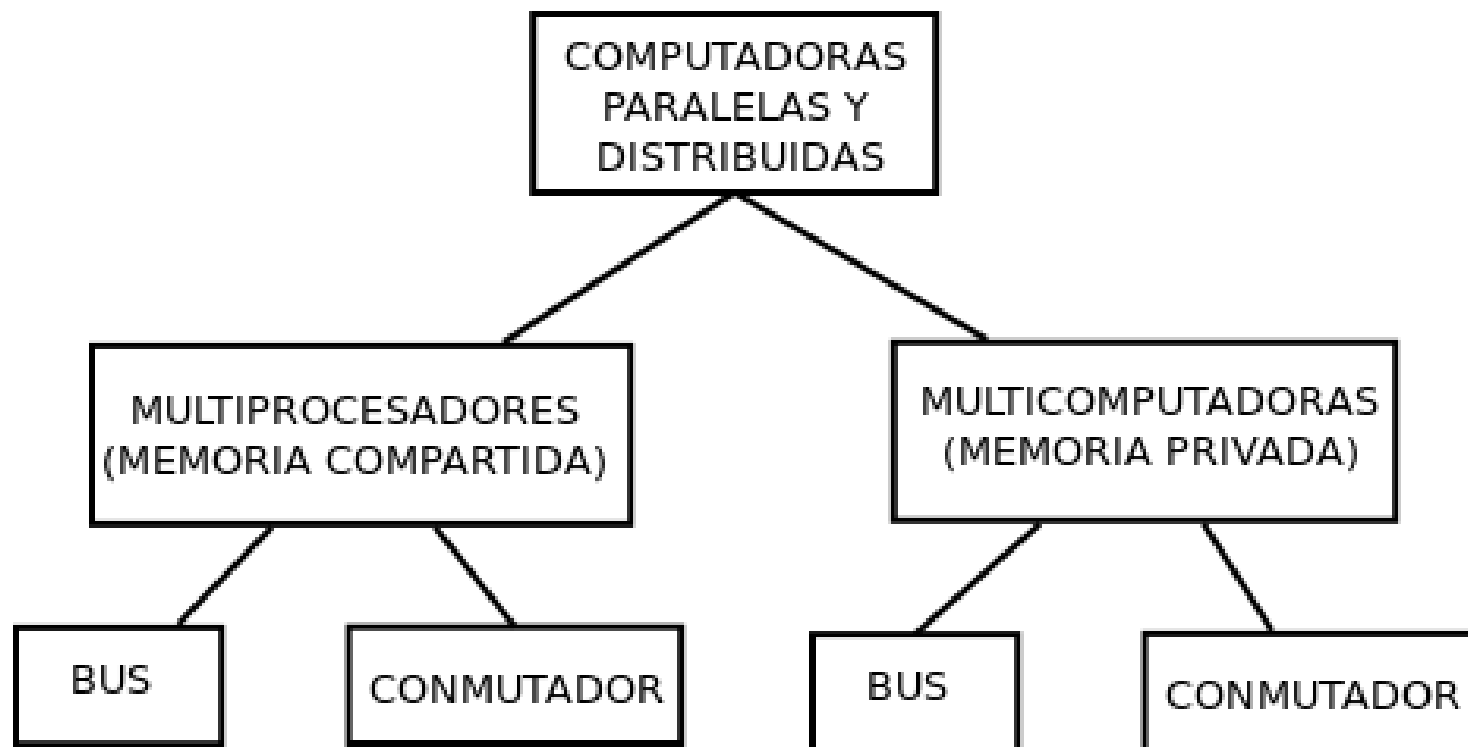 COMPUTADORAS
PARALELAS Y
DISTRIBUIDAS
MULTIPROCESADORES
(MEMORIA COMPARTIDA)
MULTICOMPUTADORAS
(MEMORIA PRIVADA)
BUS
CONMUTADOR
BUS
CONMUTADOR